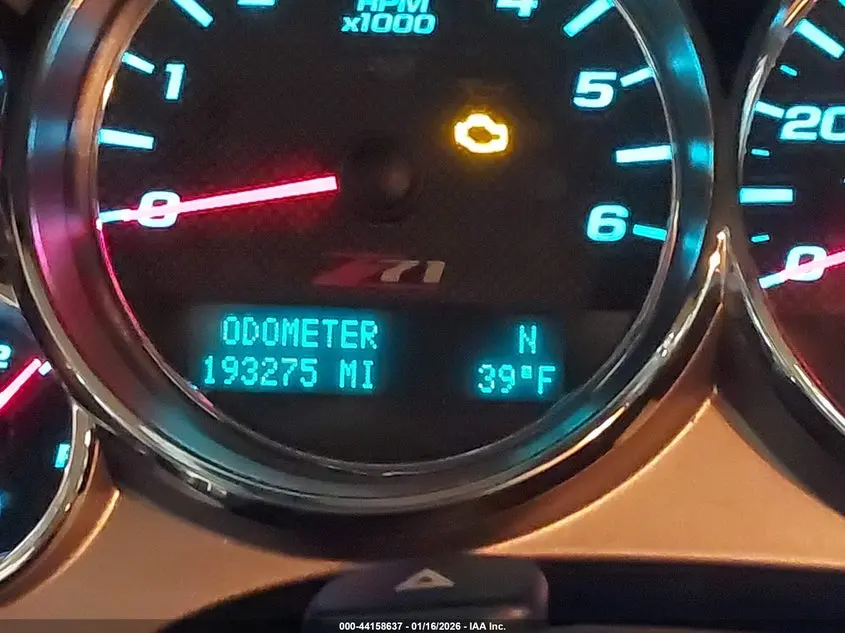 RPM
x1000
4
1
5
20
0
6
0
Z71
ODOMETER N
193275 MI 39°F
000-44158637 - 01/16/2026 - IAA Inc.